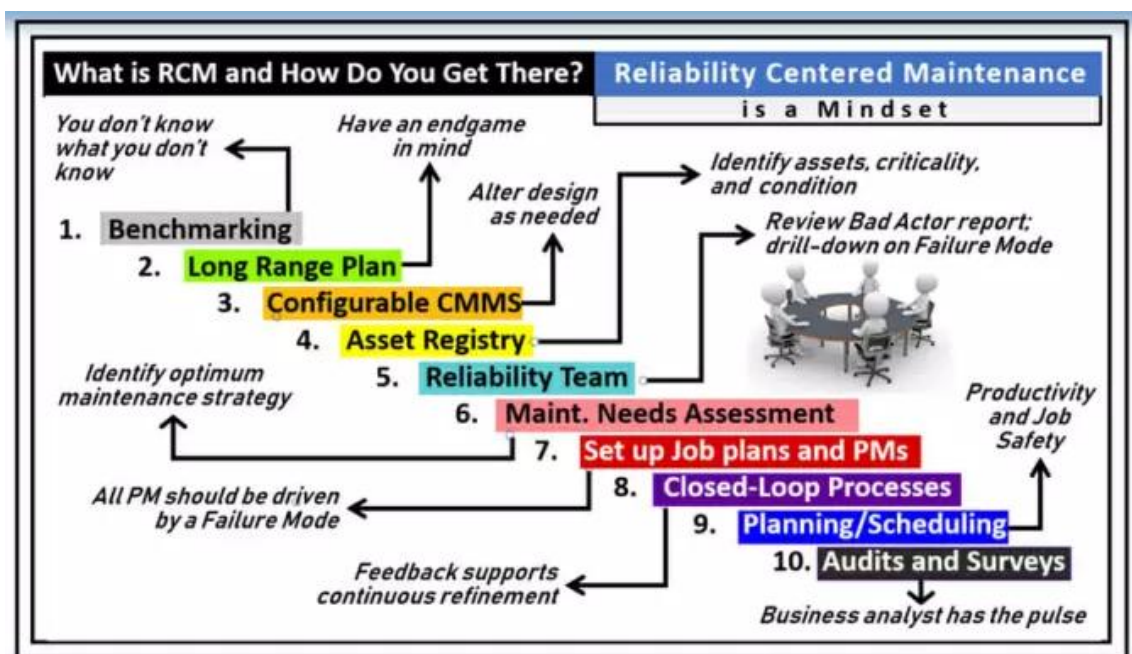 What is RCM and How Do You Get There?
Reliability Centered Maintenance
is a Mindset
You don't know
what you don't
know
Have an endgame
in mind
Alter design
as needed
Identify assets, criticality,
and condition
Review Bad Actor report;
drill-down on Failure Mode
1. Benchmarking
2. Long Range Plan
3. Configurable CMMS
4. Asset Registry
5. Reliability Team
6. Maint. Needs Assessment
7. Set up Job plans and PMs
8. Closed-Loop Processes
9. Planning/Scheduling
10. Audits and Surveys
Identify optimum
maintenance strategy
Productivity
and Job
Safety
All PM should be driven
by a Failure Mode
Feedback supports
continuous refinement
Business analyst has the pulse